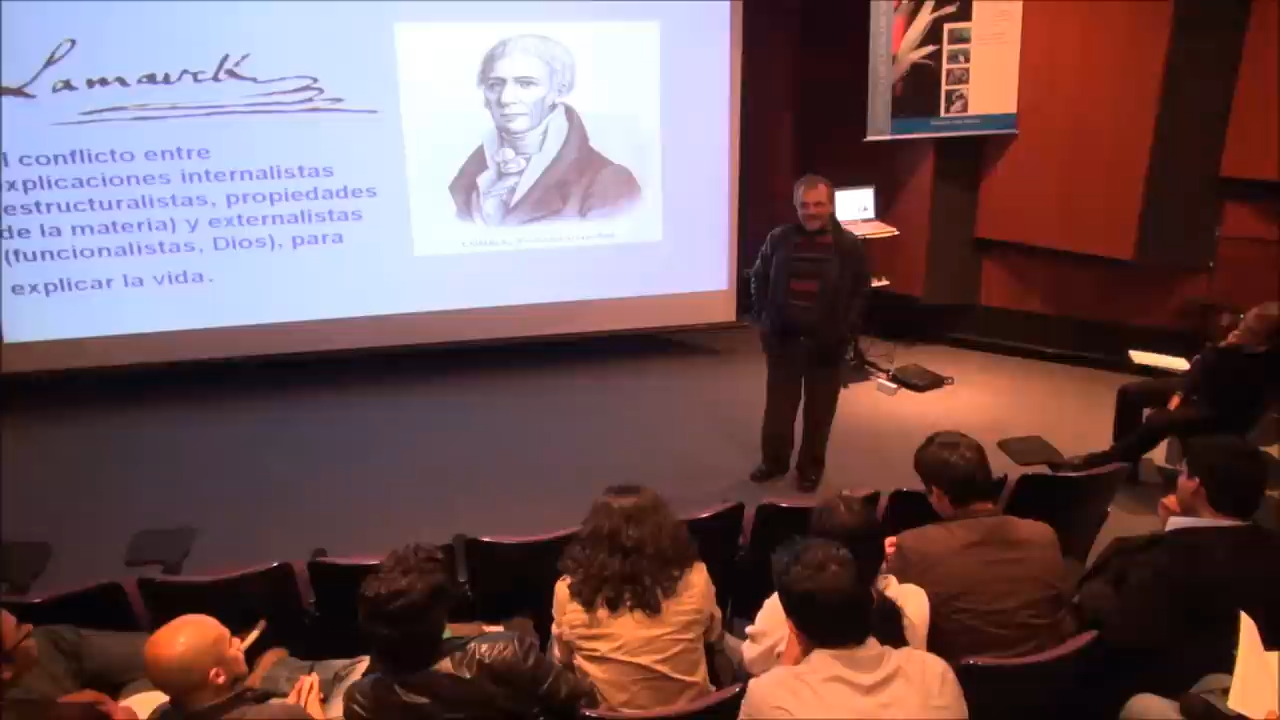 Lamarck
l conflicto entre
xplicaciones internalistas
estructuralistas, propiedades
de la materia) y externalistas
(funcionalistas, Dios), para
explicar la vida.